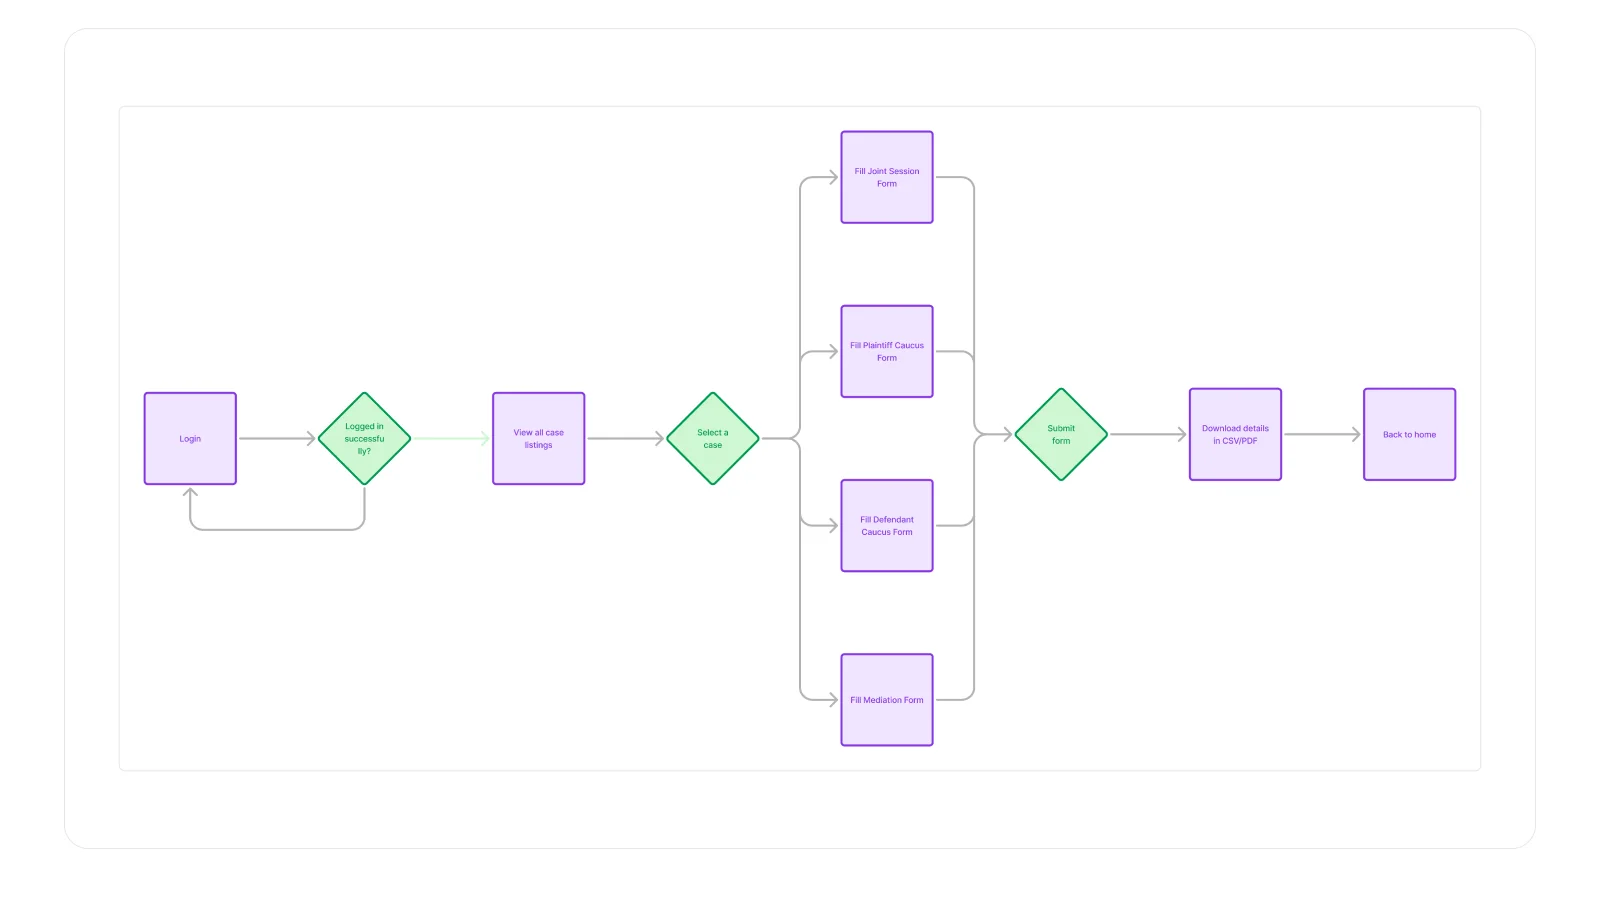 Login
Logged in
successfu
lly?
View all case
listings
Select a
case
Fill Joint Session
Form
Fill Plaintiff Caucus
Form
Fill Defendant
Caucus Form
Fill Mediation Form
Submit
form
Download details
in CSV/PDF
Back to home